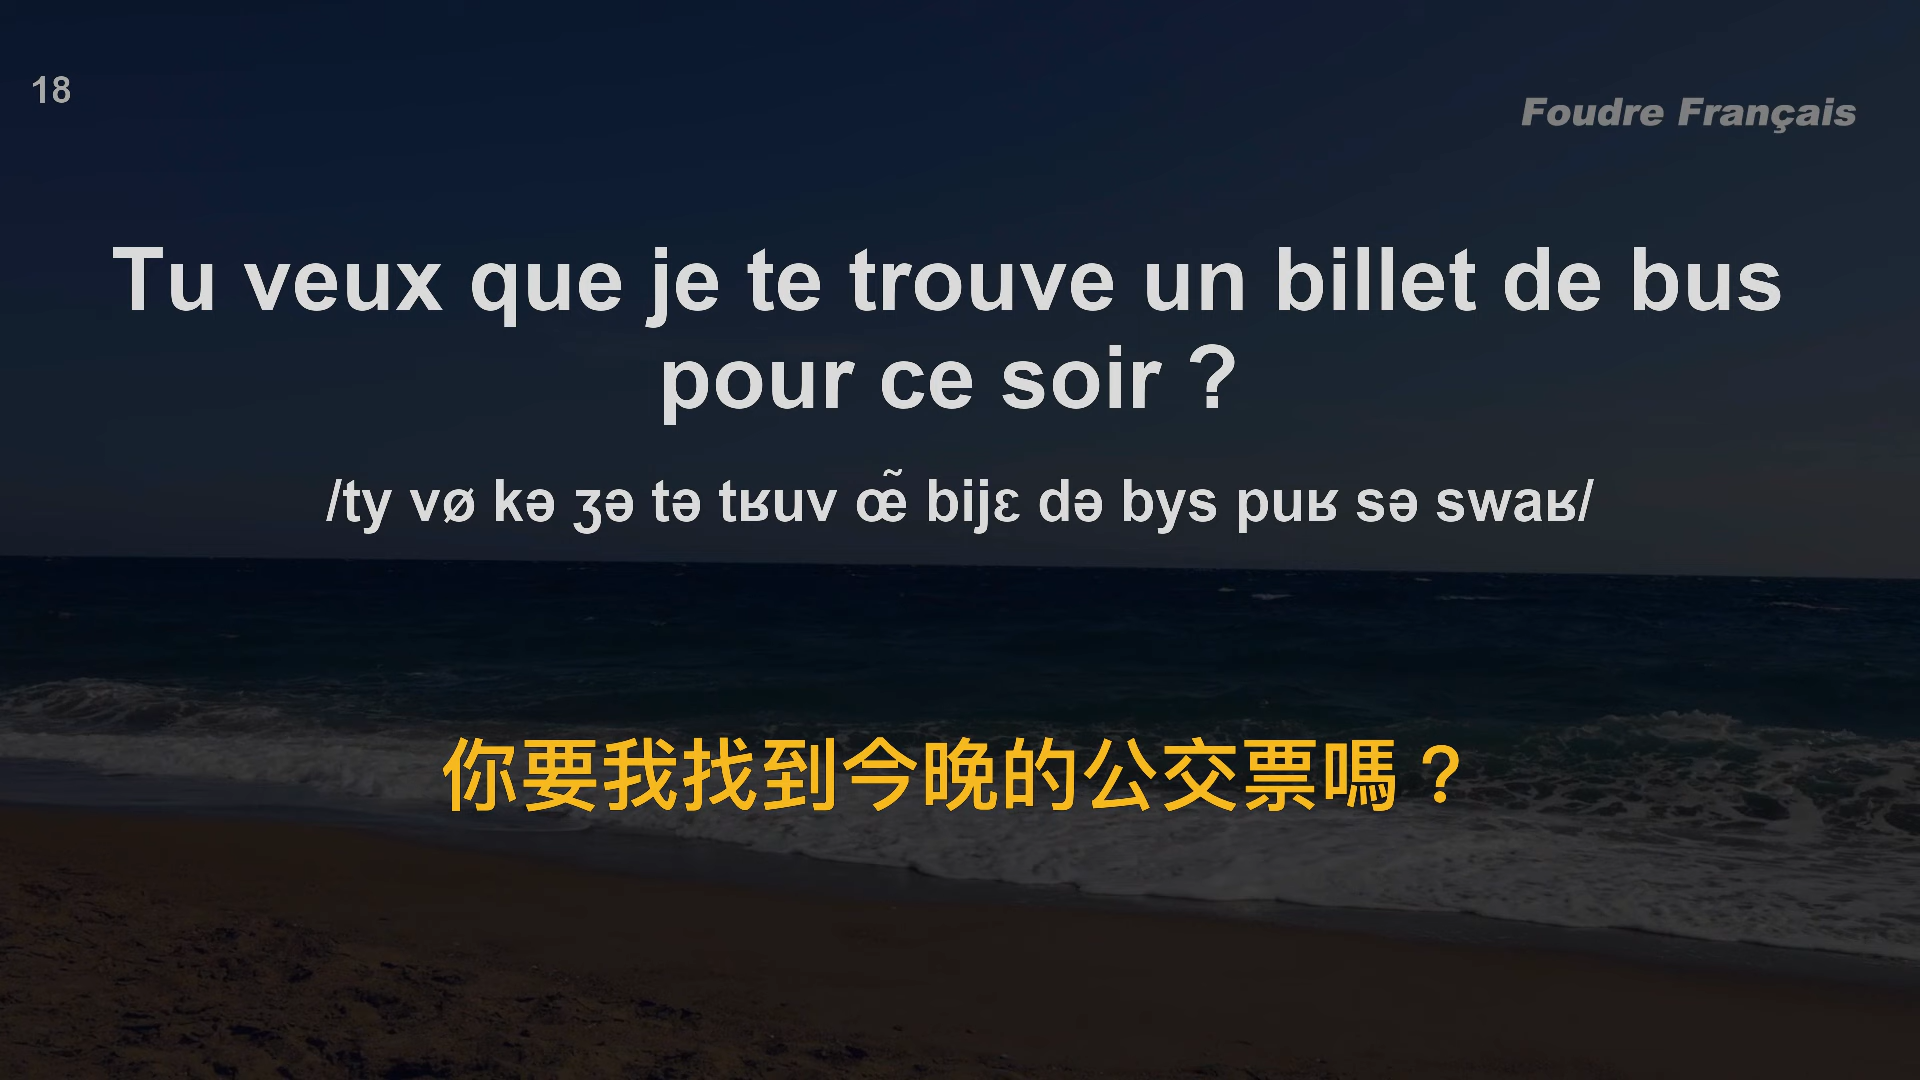 18
Foudre Français
Tu veux que je te trouve un billet de bus
pour ce soir ?
/ty vø kə ʒə tə tʁuv œ̃ bijɛ də bys puʁ sə swaʁ/
你要我找到今晚的公交票嗎？